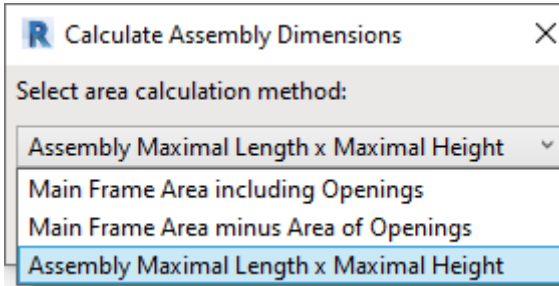 R Calculate Assembly Dimensions
Select area calculation method:
Assembly Maximal Length x Maximal Height
Main Frame Area including Openings
Main Frame Area minus Area of Openings
Assembly Maximal Length x Maximal Height